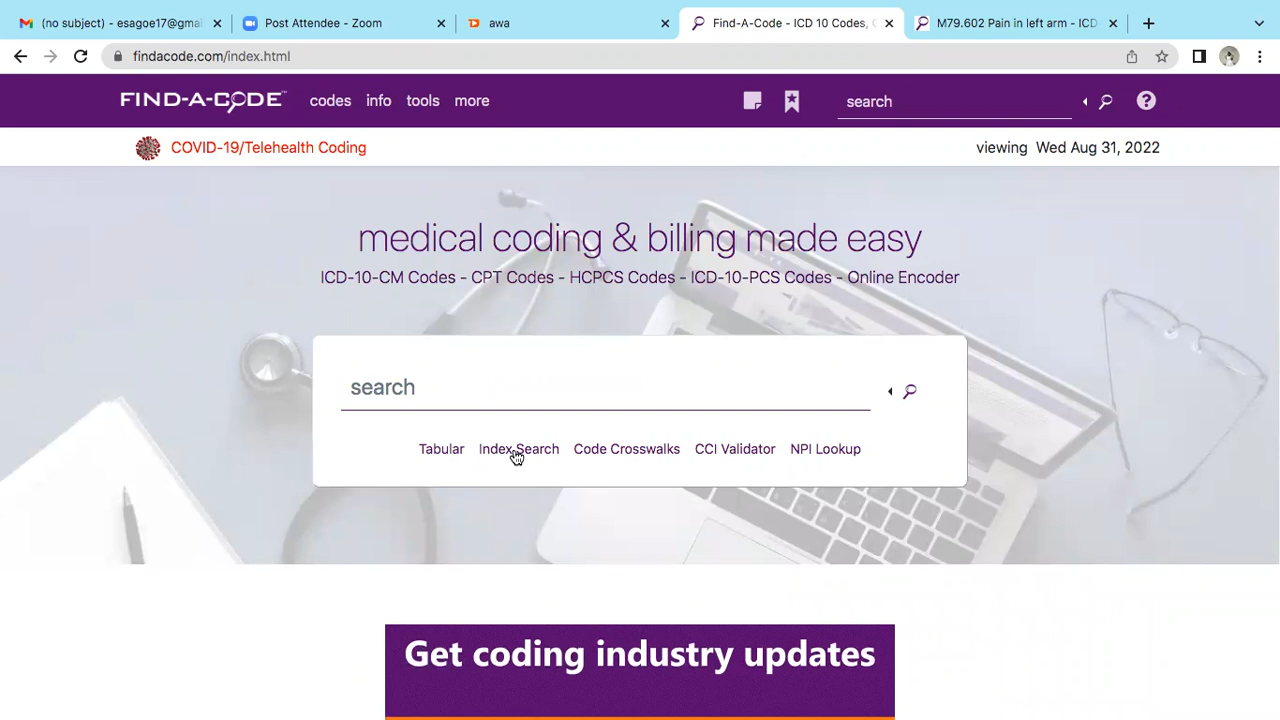 (no subject) - esagoe17@gmai
Post Attendee - Zoom
awa
Find-A-Code - ICD 10 Codes, C
M79.602 Pain in left arm - ICD
findacode.com/index.html
FIND-A-CODE™ codes info tools more search
COVID-19/Telehealth Coding viewing Wed Aug 31, 2022
medical coding & billing made easy
ICD-10-CM Codes - CPT Codes - HCPCS Codes - ICD-10-PCS Codes - Online Encoder
search
Tabular Index Search Code Crosswalks CCI Validator NPI Lookup
Get coding industry updates